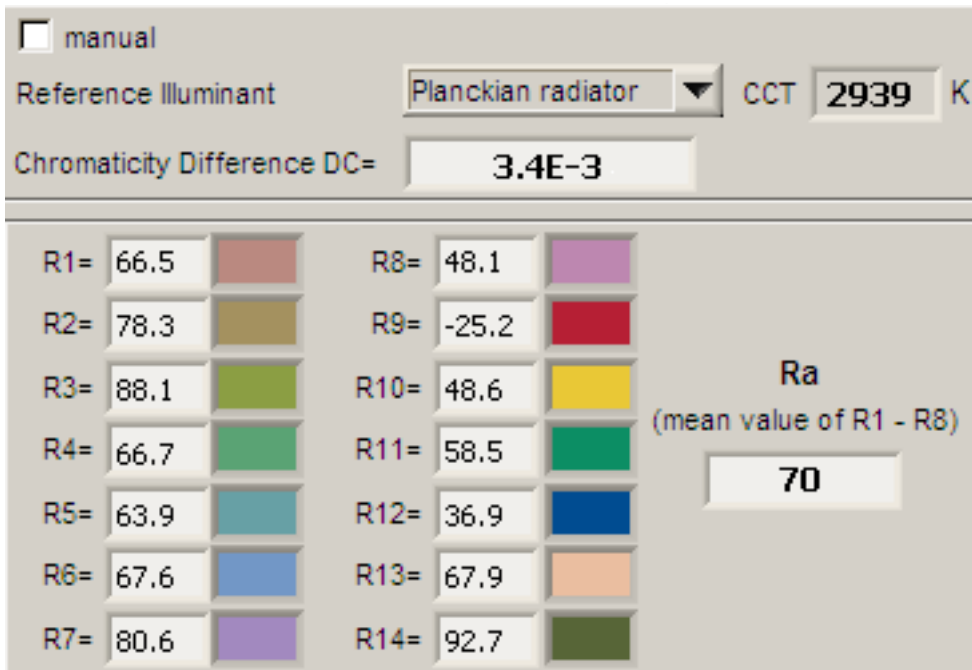 manual
Reference Illuminant Planckian radiator CCT 2939 K
Chromaticity Difference DC= 3.4E-3
R1= 66.5 R8= 48.1
R2= 78.3 R9= -25.2
R3= 88.1 R10= 48.6
R4= 66.7 R11= 58.5
R5= 63.9 R12= 36.9
R6= 67.6 R13= 67.9
R7= 80.6 R14= 92.7
Ra
(mean value of R1 - R8)
70